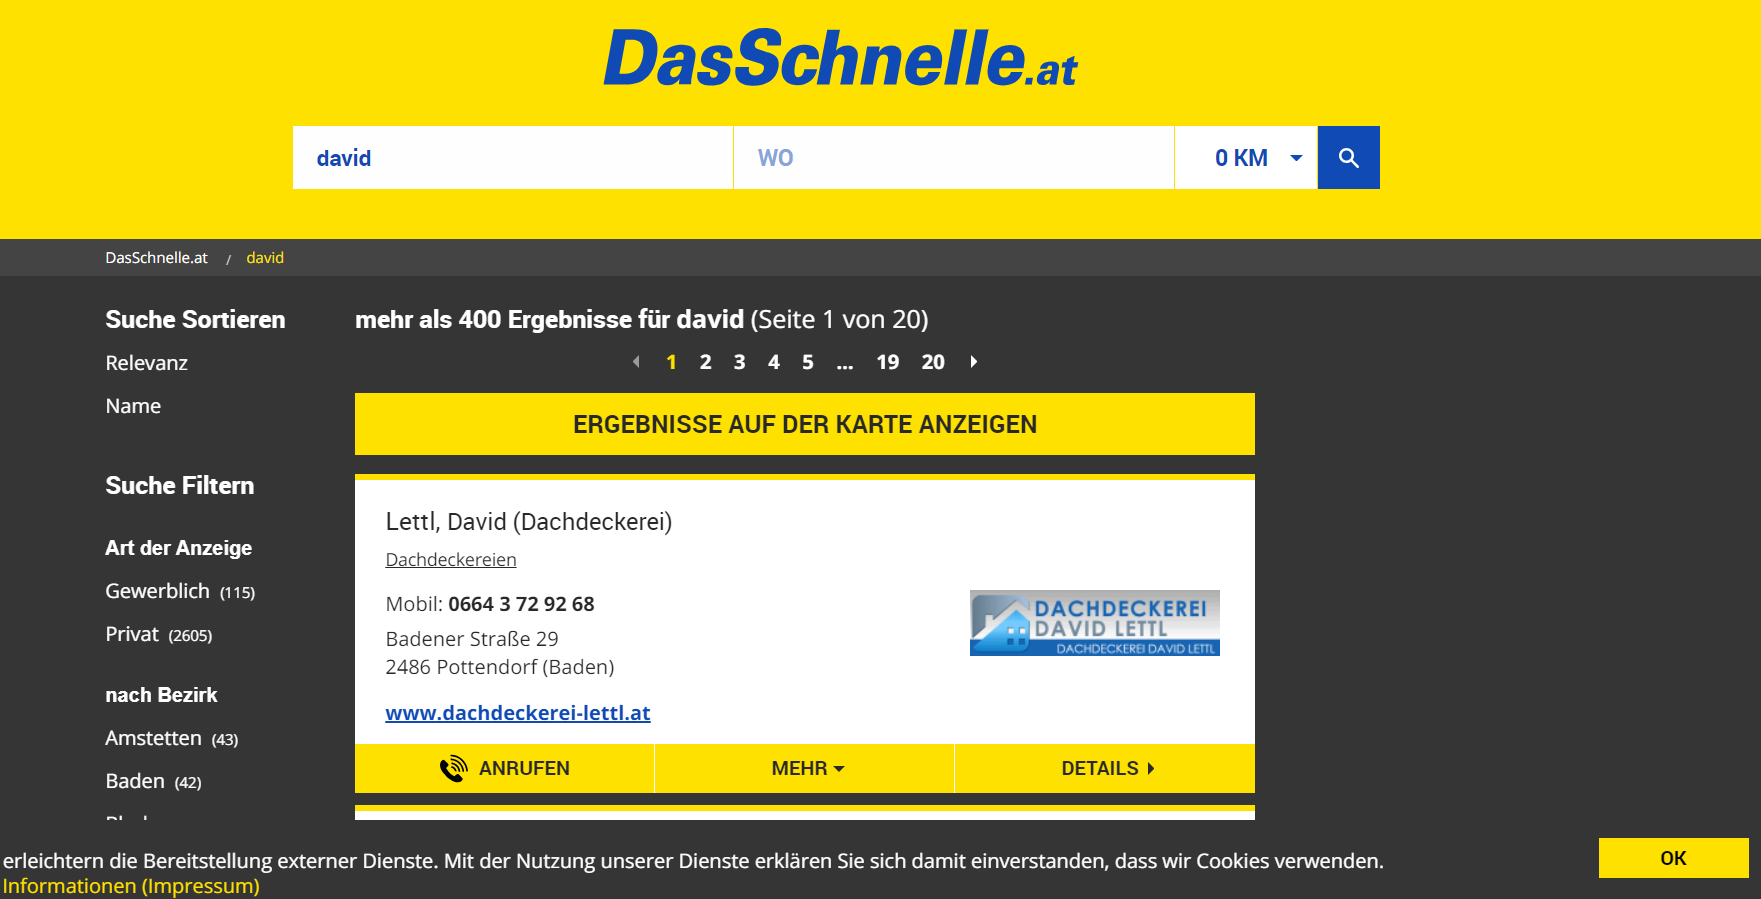 DasSchnelle.at
david
WO
0 KM
DasSchnelle.at / david
Suche Sortieren
Relevanz
Name
Suche Filtern
Art der Anzeige
Gewerblich (115)
Privat (2605)
nach Bezirk
Amstetten (43)
Baden (42)
mehr als 400 Ergebnisse für david (Seite 1 von 20)
1 2 3 4 5 ... 19 20
ERGEBNISSE AUF DER KARTE ANZEIGEN
Lettl, David (Dachdeckerei)
Dachdeckereien
Mobil: 0664 3 72 92 68
Badener Straße 29
2486 Pottendorf (Baden)
www.dachdeckerei-lettl.at
DACHDECKEREI
DAVID LETTL
DACHDECKEREI DAVID LETTL
ANRUFEN
MEHR
DETAILS
erleichtern die Bereitstellung externer Dienste. Mit der Nutzung unserer Dienste erklären Sie sich damit einverstanden, dass wir Cookies verwenden.
Informationen (Impressum)
OK